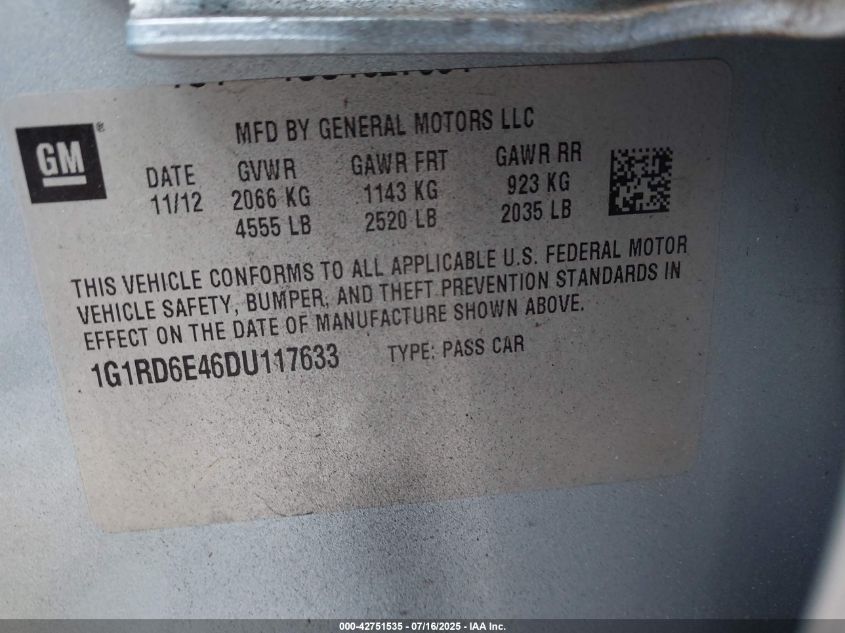 MFD BY GENERAL MOTORS LLC
GM ®
DATE GVWR GAWR FRT GAWR RR
11/12 2066 KG 1143 KG 923 KG
4555 LB 2520 LB 2035 LB
THIS VEHICLE CONFORMS TO ALL APPLICABLE U.S. FEDERAL MOTOR
VEHICLE SAFETY, BUMPER, AND THEFT PREVENTION STANDARDS IN
EFFECT ON THE DATE OF MANUFACTURE SHOWN ABOVE.
1G1RD6E46DU117633 TYPE: PASS CAR
000-42751535 - 07/16/2025 - IAA Inc.